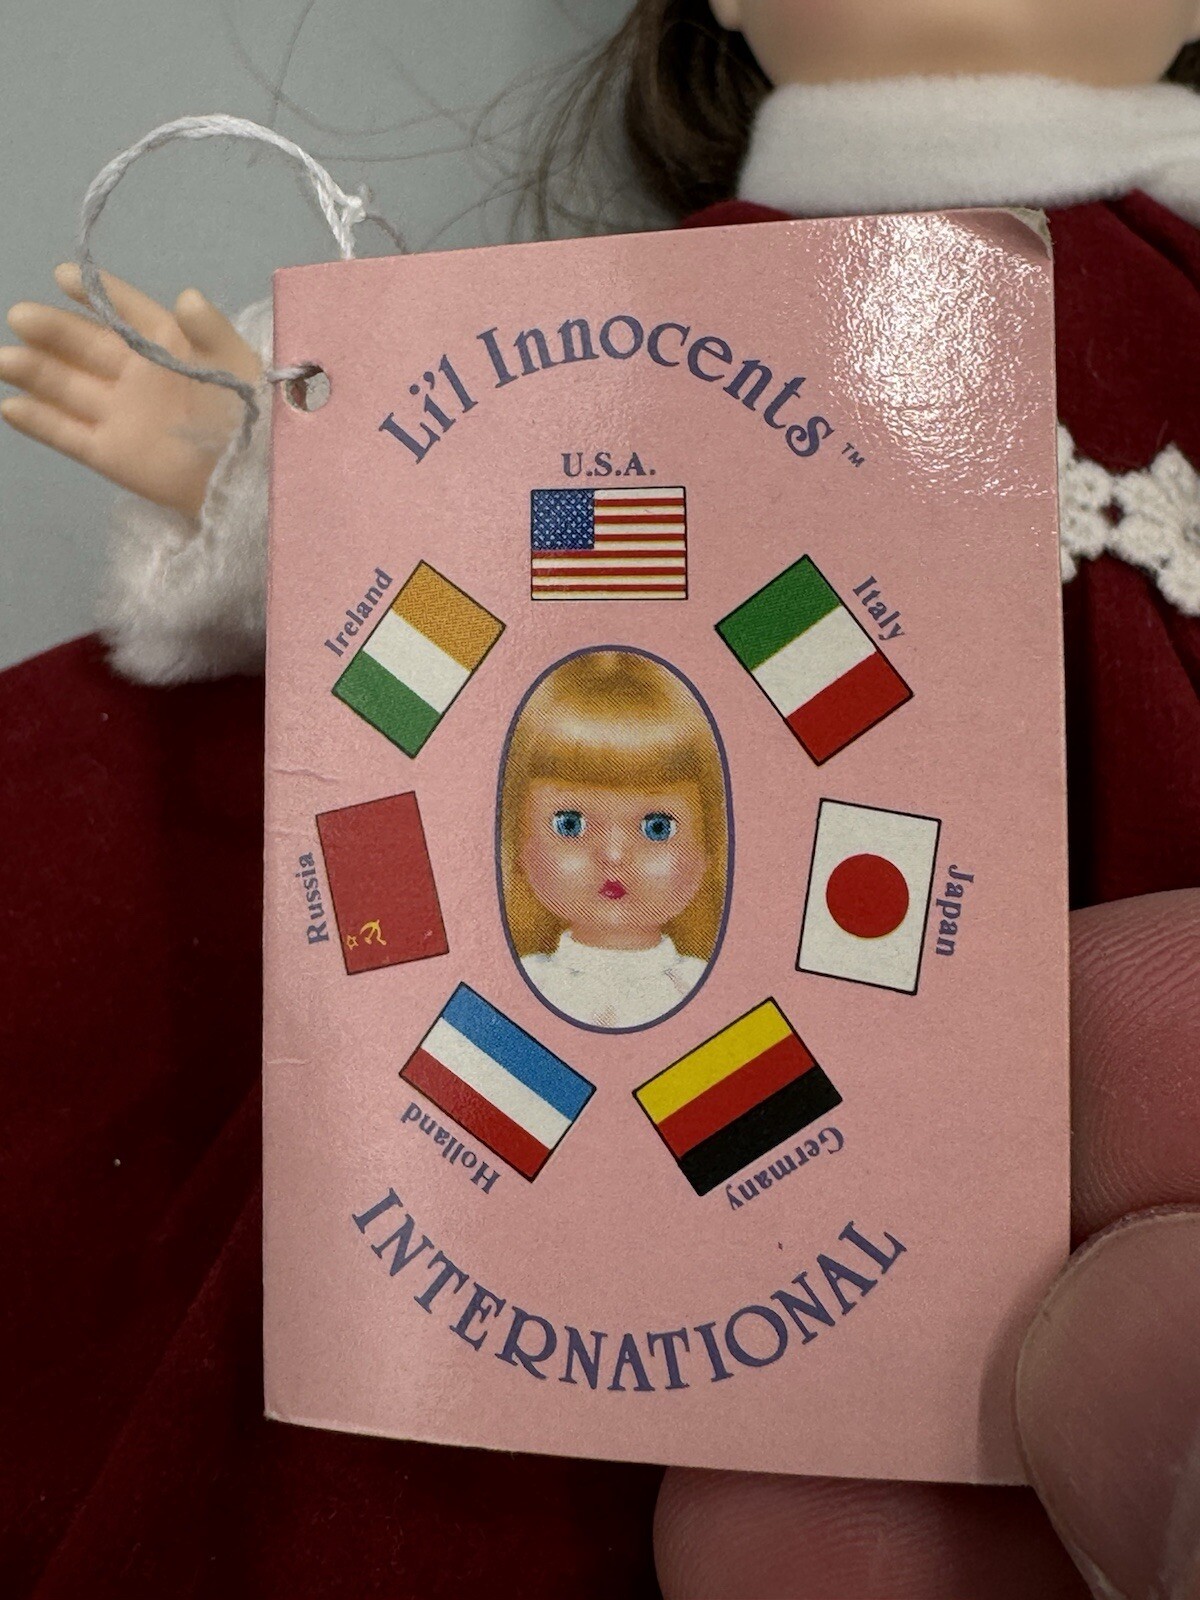 Li'l Innocents™
U.S.A.
Ireland
Italy
Russia
Japan
Holland
Germany
INTERNATIONAL